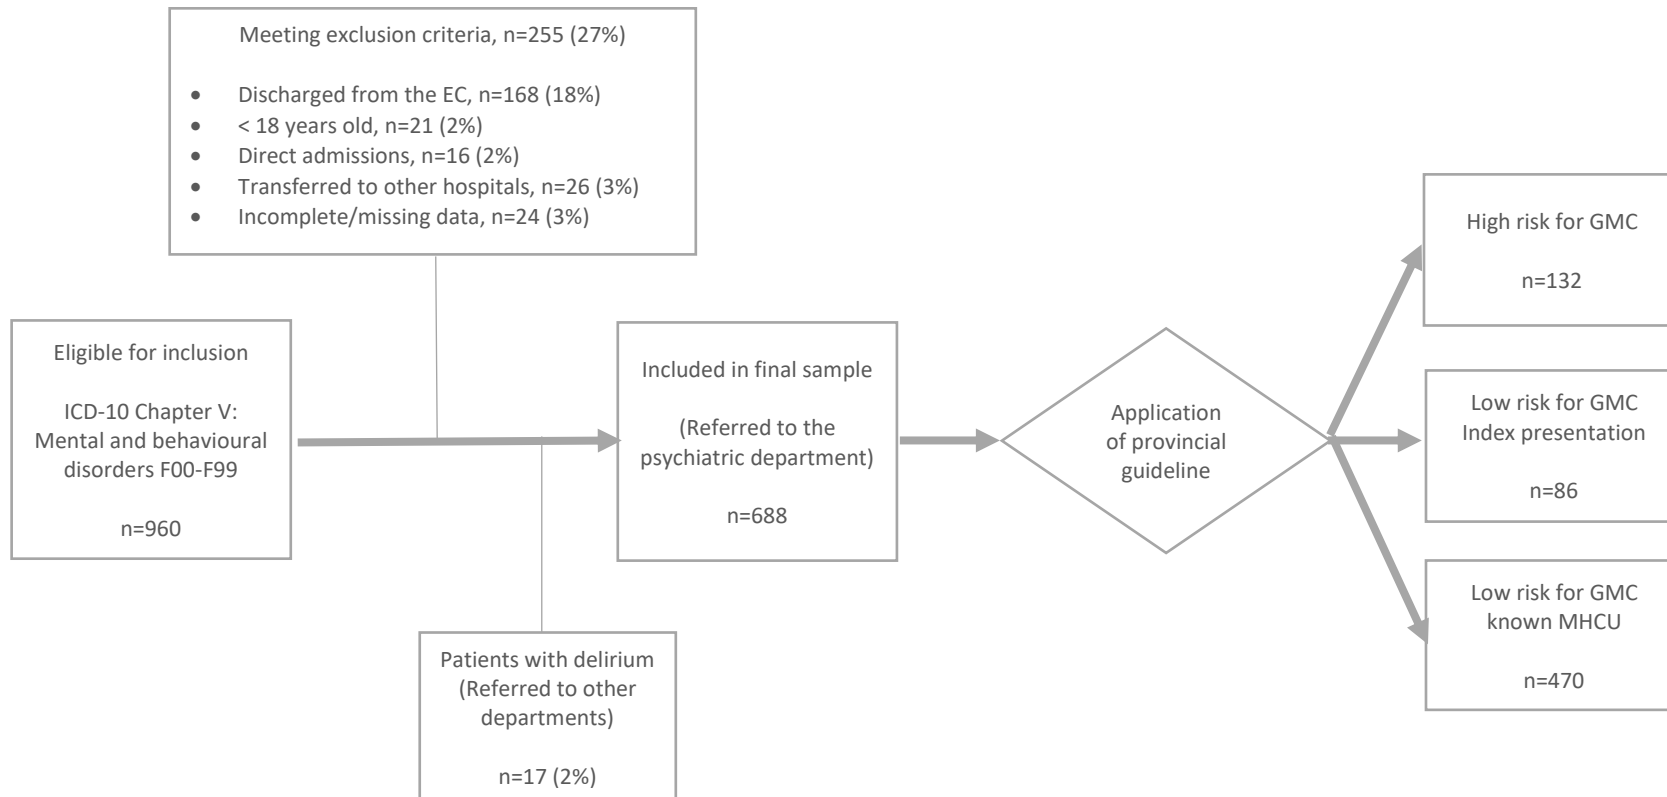 Meeting exclusion criteria, n=255 (27%)
• Discharged from the EC, n=168 (18%)
• < 18 years old, n=21 (2%)
• Direct admissions, n=16 (2%)
• Transferred to other hospitals, n=26 (3%)
• Incomplete/missing data, n=24 (3%)
Eligible for inclusion
ICD-10 Chapter V:
Mental and behavioural
disorders F00-F99
n=960
Patients with delirium
(Referred to other
departments)
n=17 (2%)
Included in final sample
(Referred to the
psychiatric department)
n=688
Application
of provincial
guideline
High risk for GMC
n=132
Low risk for GMC
Index presentation
n=86
Low risk for GMC
known MHCU
n=470